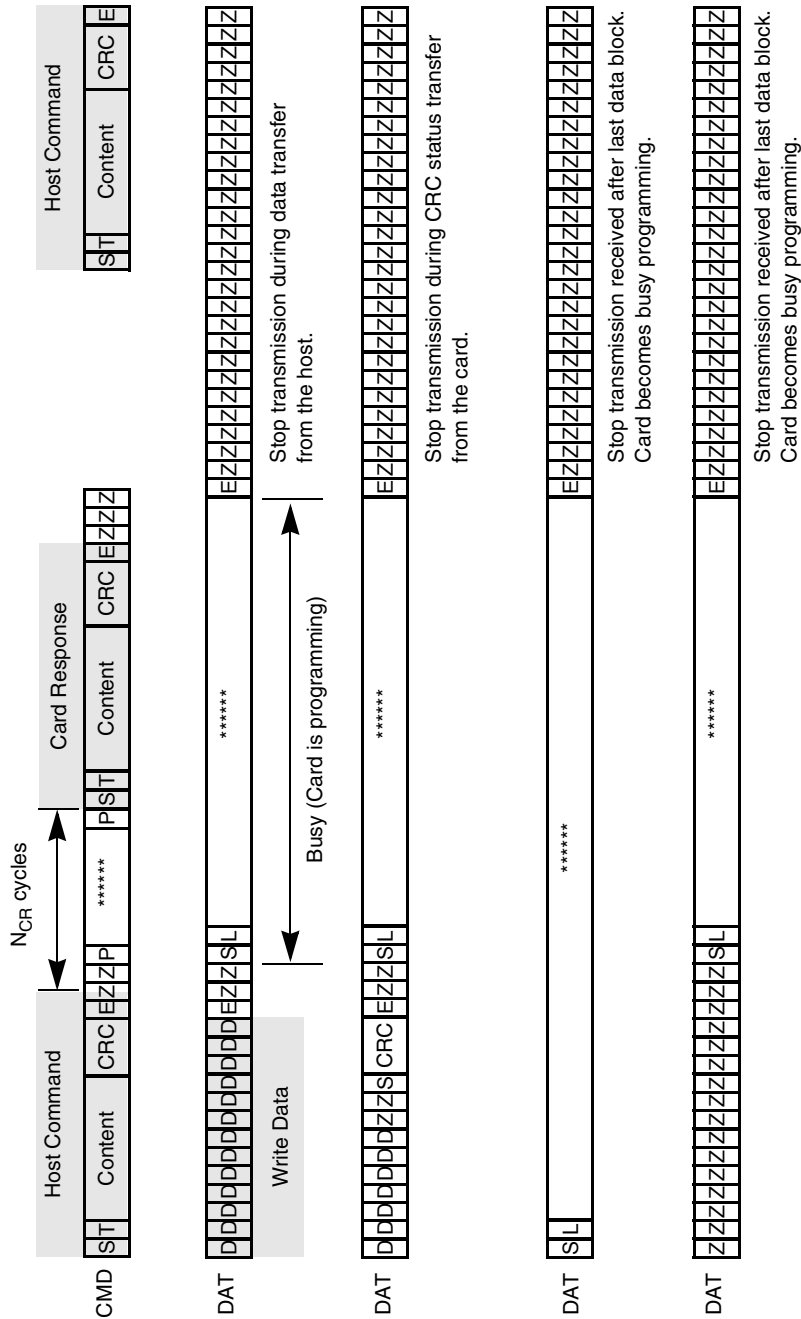 Host Command
N_CR cycles
Card Response
Host Command
CMD S T Content CRC E Z Z P ****** P S T Content CRC E Z Z Z S T Content CRC E
DAT D D D D D D D D D D D D D E Z Z S L ****** E Z Z Z Z Z Z Z Z Z Z Z Z Z Z Z Z Z Z Z Z Z Z Z Z Z Z
Write Data
Busy (Card is programming)
Stop transmission during data transfer
from the host.
DAT D D D D D D D Z Z S CRC E Z Z S L ****** E Z Z Z Z Z Z Z Z Z Z Z Z Z Z Z Z Z Z Z Z Z Z Z Z Z Z
Stop transmission during CRC status transfer
from the card.
DAT S L ****** E Z Z Z Z Z Z Z Z Z Z Z Z Z Z Z Z Z Z Z Z Z Z Z Z Z Z
Stop transmission received after last data block.
Card becomes busy programming.
DAT Z Z Z Z Z Z Z Z Z Z Z Z Z Z Z Z S L ****** E Z Z Z Z Z Z Z Z Z Z Z Z Z Z Z Z Z Z Z Z Z Z Z Z Z Z
Stop transmission received after last data block.
Card becomes busy programming.